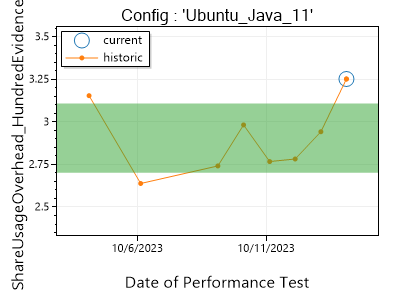 Config : 'Ubuntu_Java_11'
ShareUsageOverhead_HundredEvidence
current
historic
3.5
3.25
3
2.75
2.5
10/6/2023
10/11/2023
Date of Performance Test